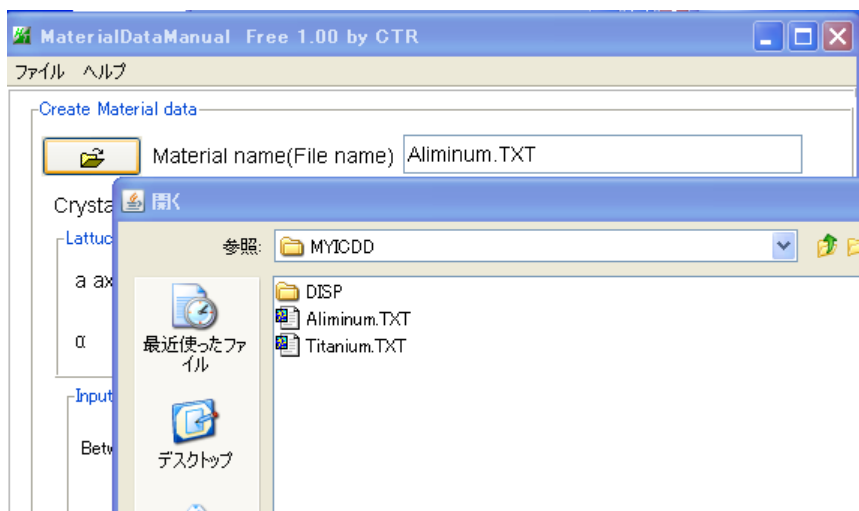 MaterialDataManual Free 1.00 by CTR
ファイル ヘルプ
Create Material data
Material name(File name) Aliminum.TXT
Crysta
開く
Lattuc
参照: MYICDD
a ax
DISP
Aliminum.TXT
α
最近使ったファ
イル
Titanium.TXT
Input
Betw
デスクトップ